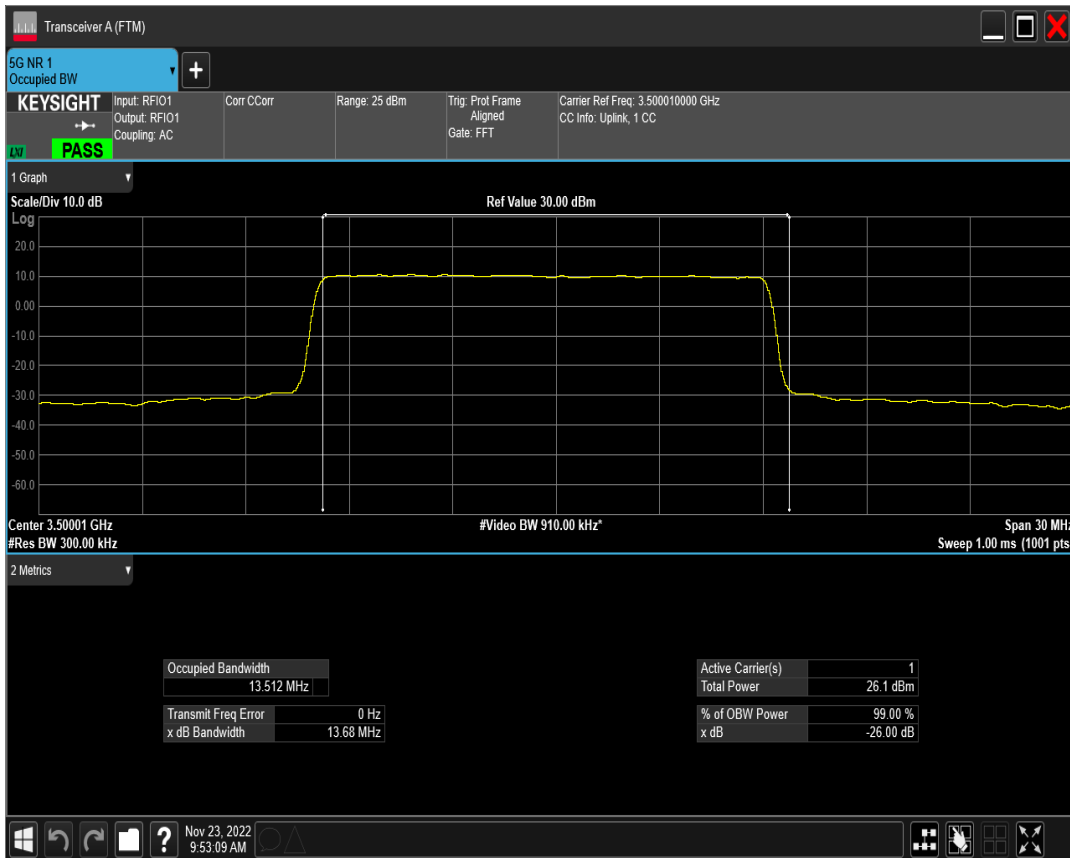 Transceiver A (FTM)
5G NR 1
Occupied BW
+
KEYSIGHT
LXI
PASS
Input: RFIO1
Output: RFIO1
Coupling: AC
Corr CCorr
Range: 25 dBm
Trig: Prot Frame
Aligned
Gate: FFT
Carrier Ref Freq: 3.500010000 GHz
CC Info: Uplink, 1 CC
1 Graph
Scale/Div 10.0 dB
Ref Value 30.00 dBm
Log
20.0
10.0
0.00
-10.0
-20.0
-30.0
-40.0
-50.0
-60.0
Center 3.50001 GHz
#Video BW 910.00 kHz*
Span 30 MHz
#Res BW 300.00 kHz
Sweep 1.00 ms (1001 pts
2 Metrics
Occupied Bandwidth
13.512 MHz
Transmit Freq Error 0 Hz
x dB Bandwidth 13.68 MHz
Active Carrier(s) 1
Total Power 26.1 dBm
% of OBW Power 99.00 %
x dB -26.00 dB
?
Nov 23, 2022
9:53:09 AM